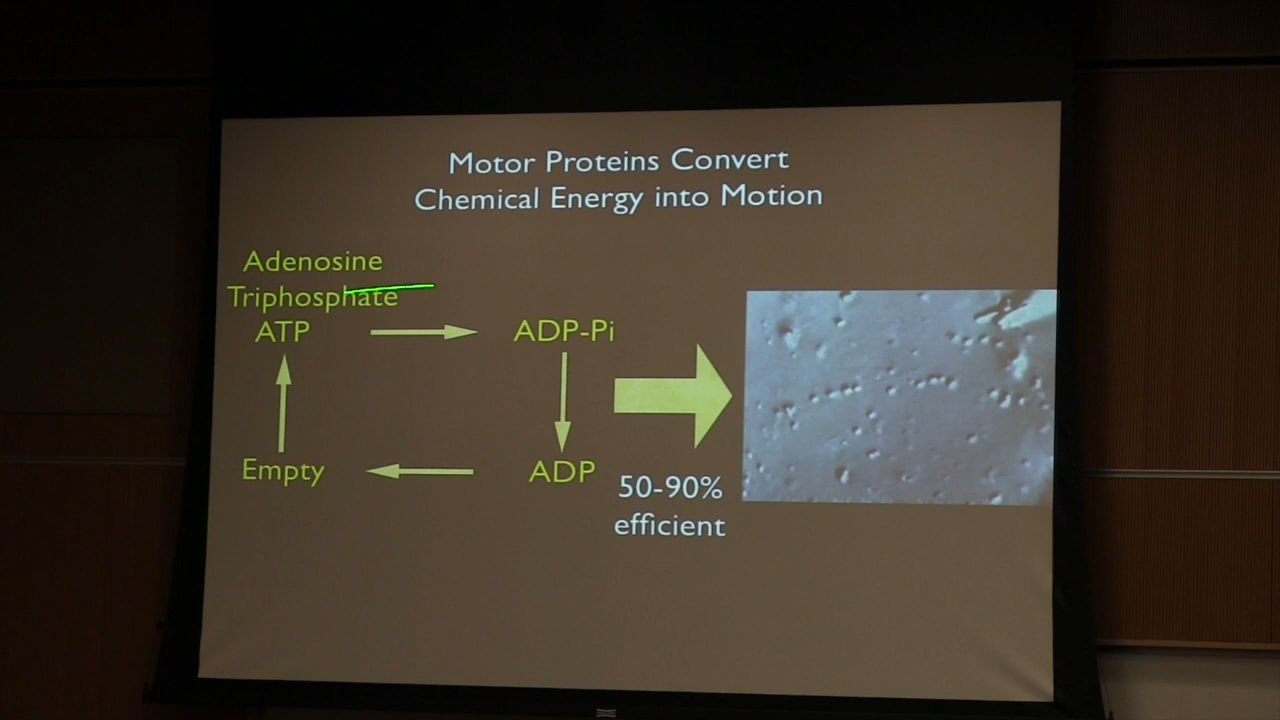 Motor Proteins Convert
Chemical Energy into Motion
Adenosine
Triphosphate
ATP
ADP-Pi
Empty
ADP
50-90%
efficient